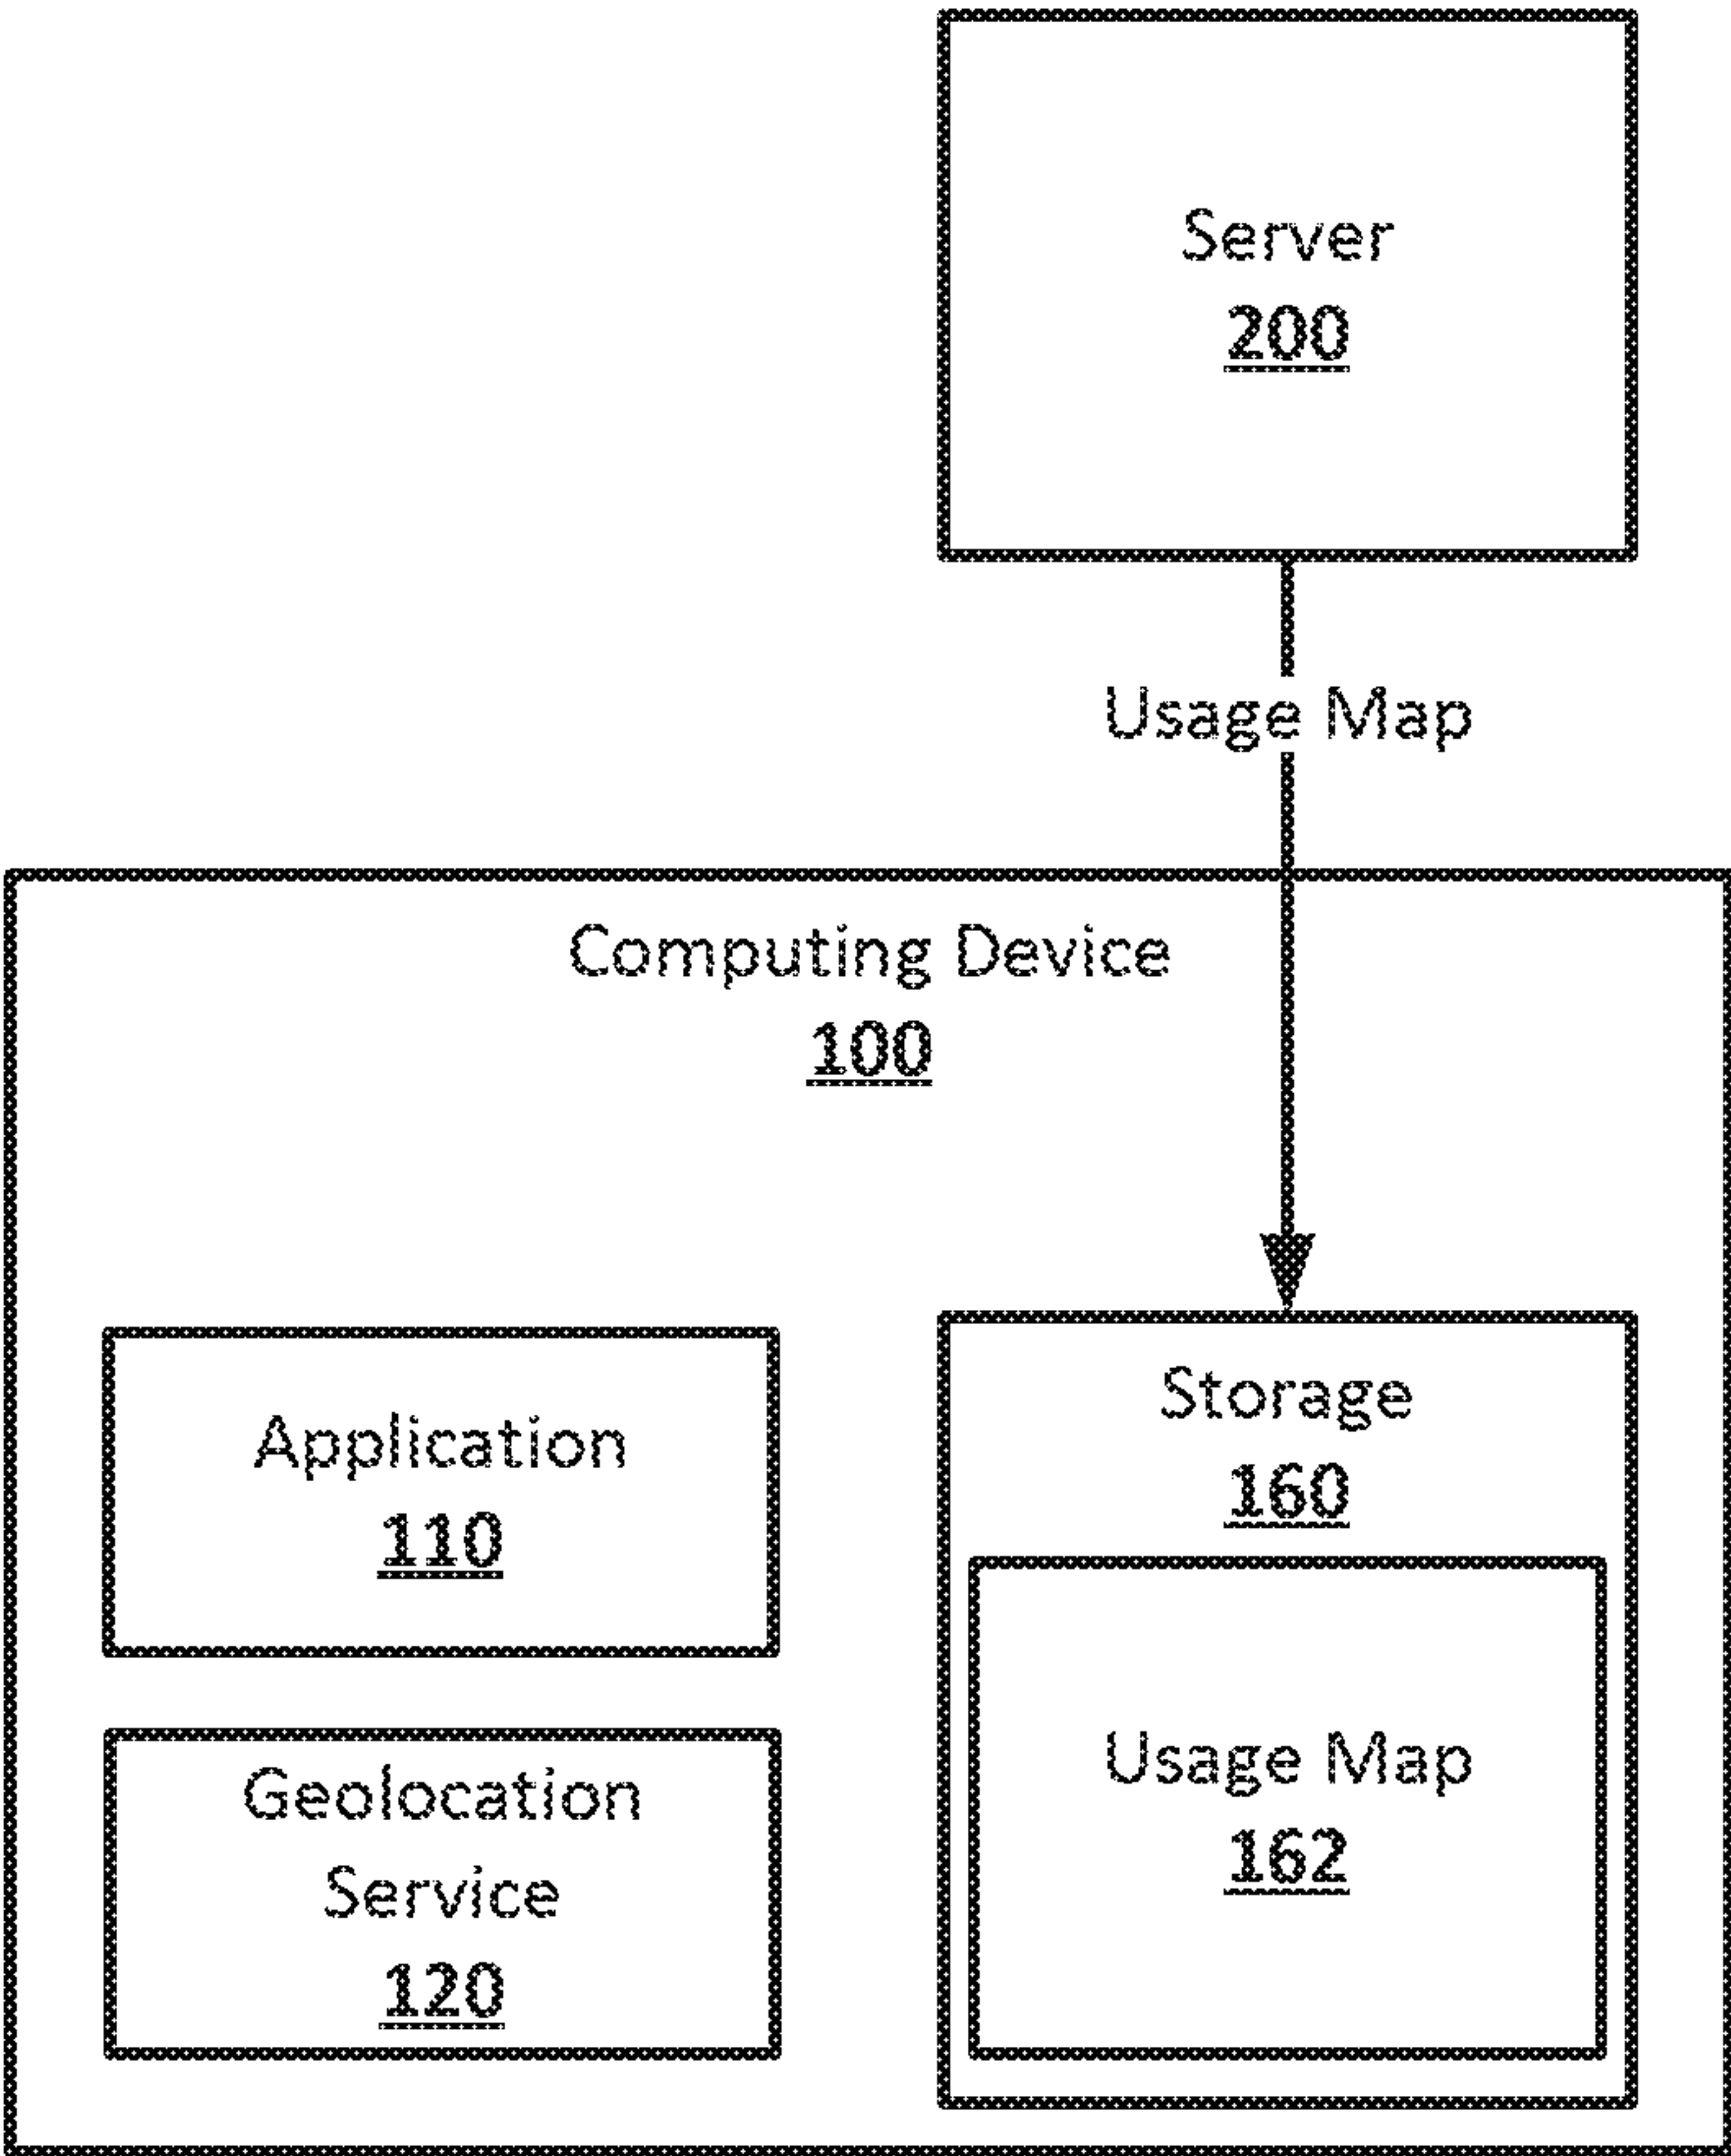 Server
200
Usage Map
Computing Device
100
Application
110
Geolocation
Service
120
Storage
160
Usage Map
162